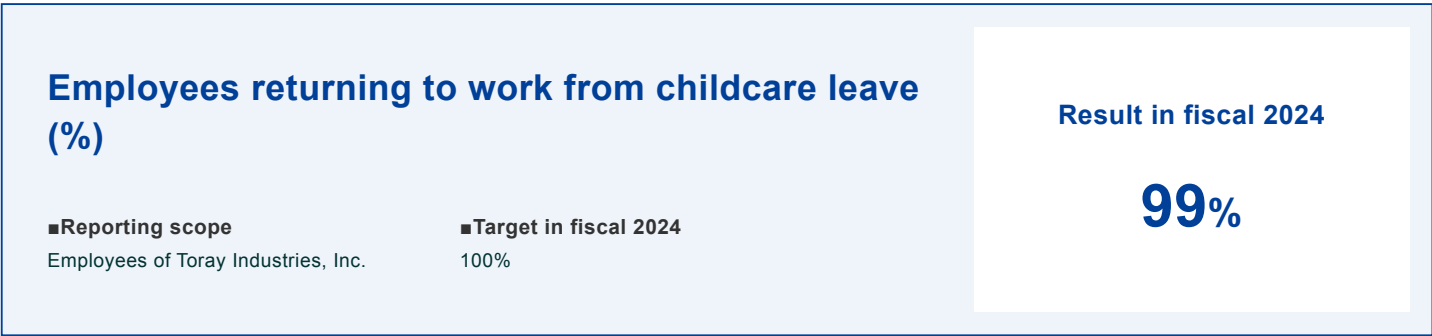 Employees returning to work from childcare leave
(%)
■Reporting scope
Employees of Toray Industries, Inc.
■Target in fiscal 2024
100%
Result in fiscal 2024
99%